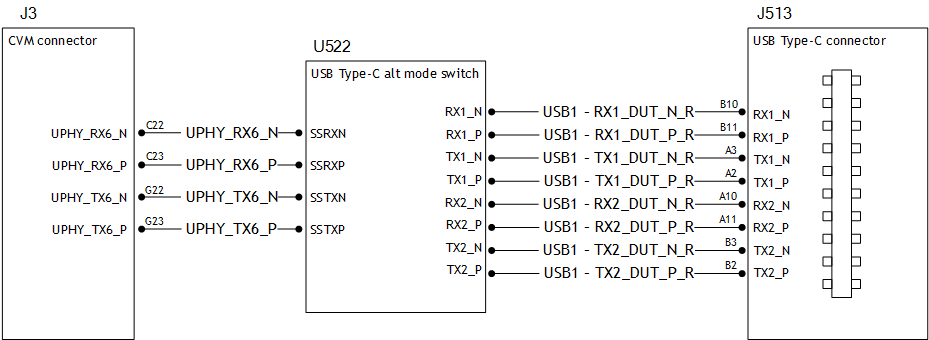 J3
CVM connector
UPHY_RX6_N
C22
UPHY_RX6_N
UPHY_RX6_P
C23
UPHY_RX6_P
UPHY_TX6_N
G22
UPHY_TX6_N
UPHY_TX6_P
G23
UPHY_TX6_P
U522
USB Type-C alt mode switch
SSRXN
SSRXP
SSTXN
SSTXP
RX1_N
RX1_P
TX1_N
TX1_P
RX2_N
RX2_P
TX2_N
TX2_P
USB1 - RX1_DUT_N_R
USB1 - RX1_DUT_P_R
USB1 - TX1_DUT_N_R
USB1 - TX1_DUT_P_R
USB1 - RX2_DUT_N_R
USB1 - RX2_DUT_P_R
USB1 - TX2_DUT_N_R
USB1 - TX2_DUT_P_R
B10
B11
A3
A2
A10
A11
B3
B2
J513
USB Type-C connector
RX1_N
RX1_P
TX1_N
TX1_P
RX2_N
RX2_P
TX2_N
TX2_P